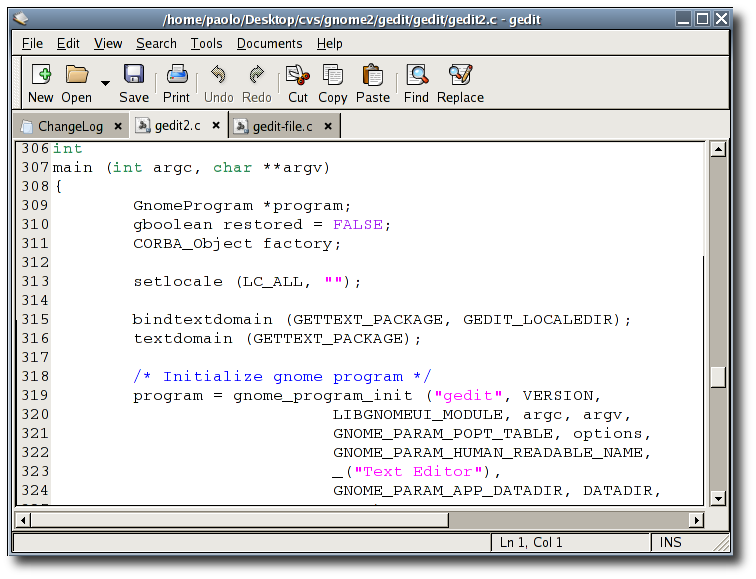 /home/paolo/Desktop/cvs/gnome2/gedit/gedit/gedit2.c - gedit
File Edit View Search Tools Documents Help
New Open Save Print Undo Redo Cut Copy Paste Find Replace
ChangeLog gedit2.c gedit-file.c
306 int
307 main (int argc, char **argv)
308 {
309 GnomeProgram *program;
310 gboolean restored = FALSE;
311 CORBA_Object factory;
312
313 setlocale (LC_ALL, "");
314
315 bindtextdomain (GETTEXT_PACKAGE, GEDIT_LOCALEDIR);
316 textdomain (GETTEXT_PACKAGE);
317
318 /* Initialize gnome program */
319 program = gnome_program_init ("gedit", VERSION,
320 LIBGNOMEUI_MODULE, argc, argv,
321 GNOME_PARAM_POPT_TABLE, options,
322 GNOME_PARAM_HUMAN_READABLE_NAME,
323 _("Text Editor"),
324 GNOME_PARAM_APP_DATADIR, DATADIR,
Ln 1, Col 1 INS